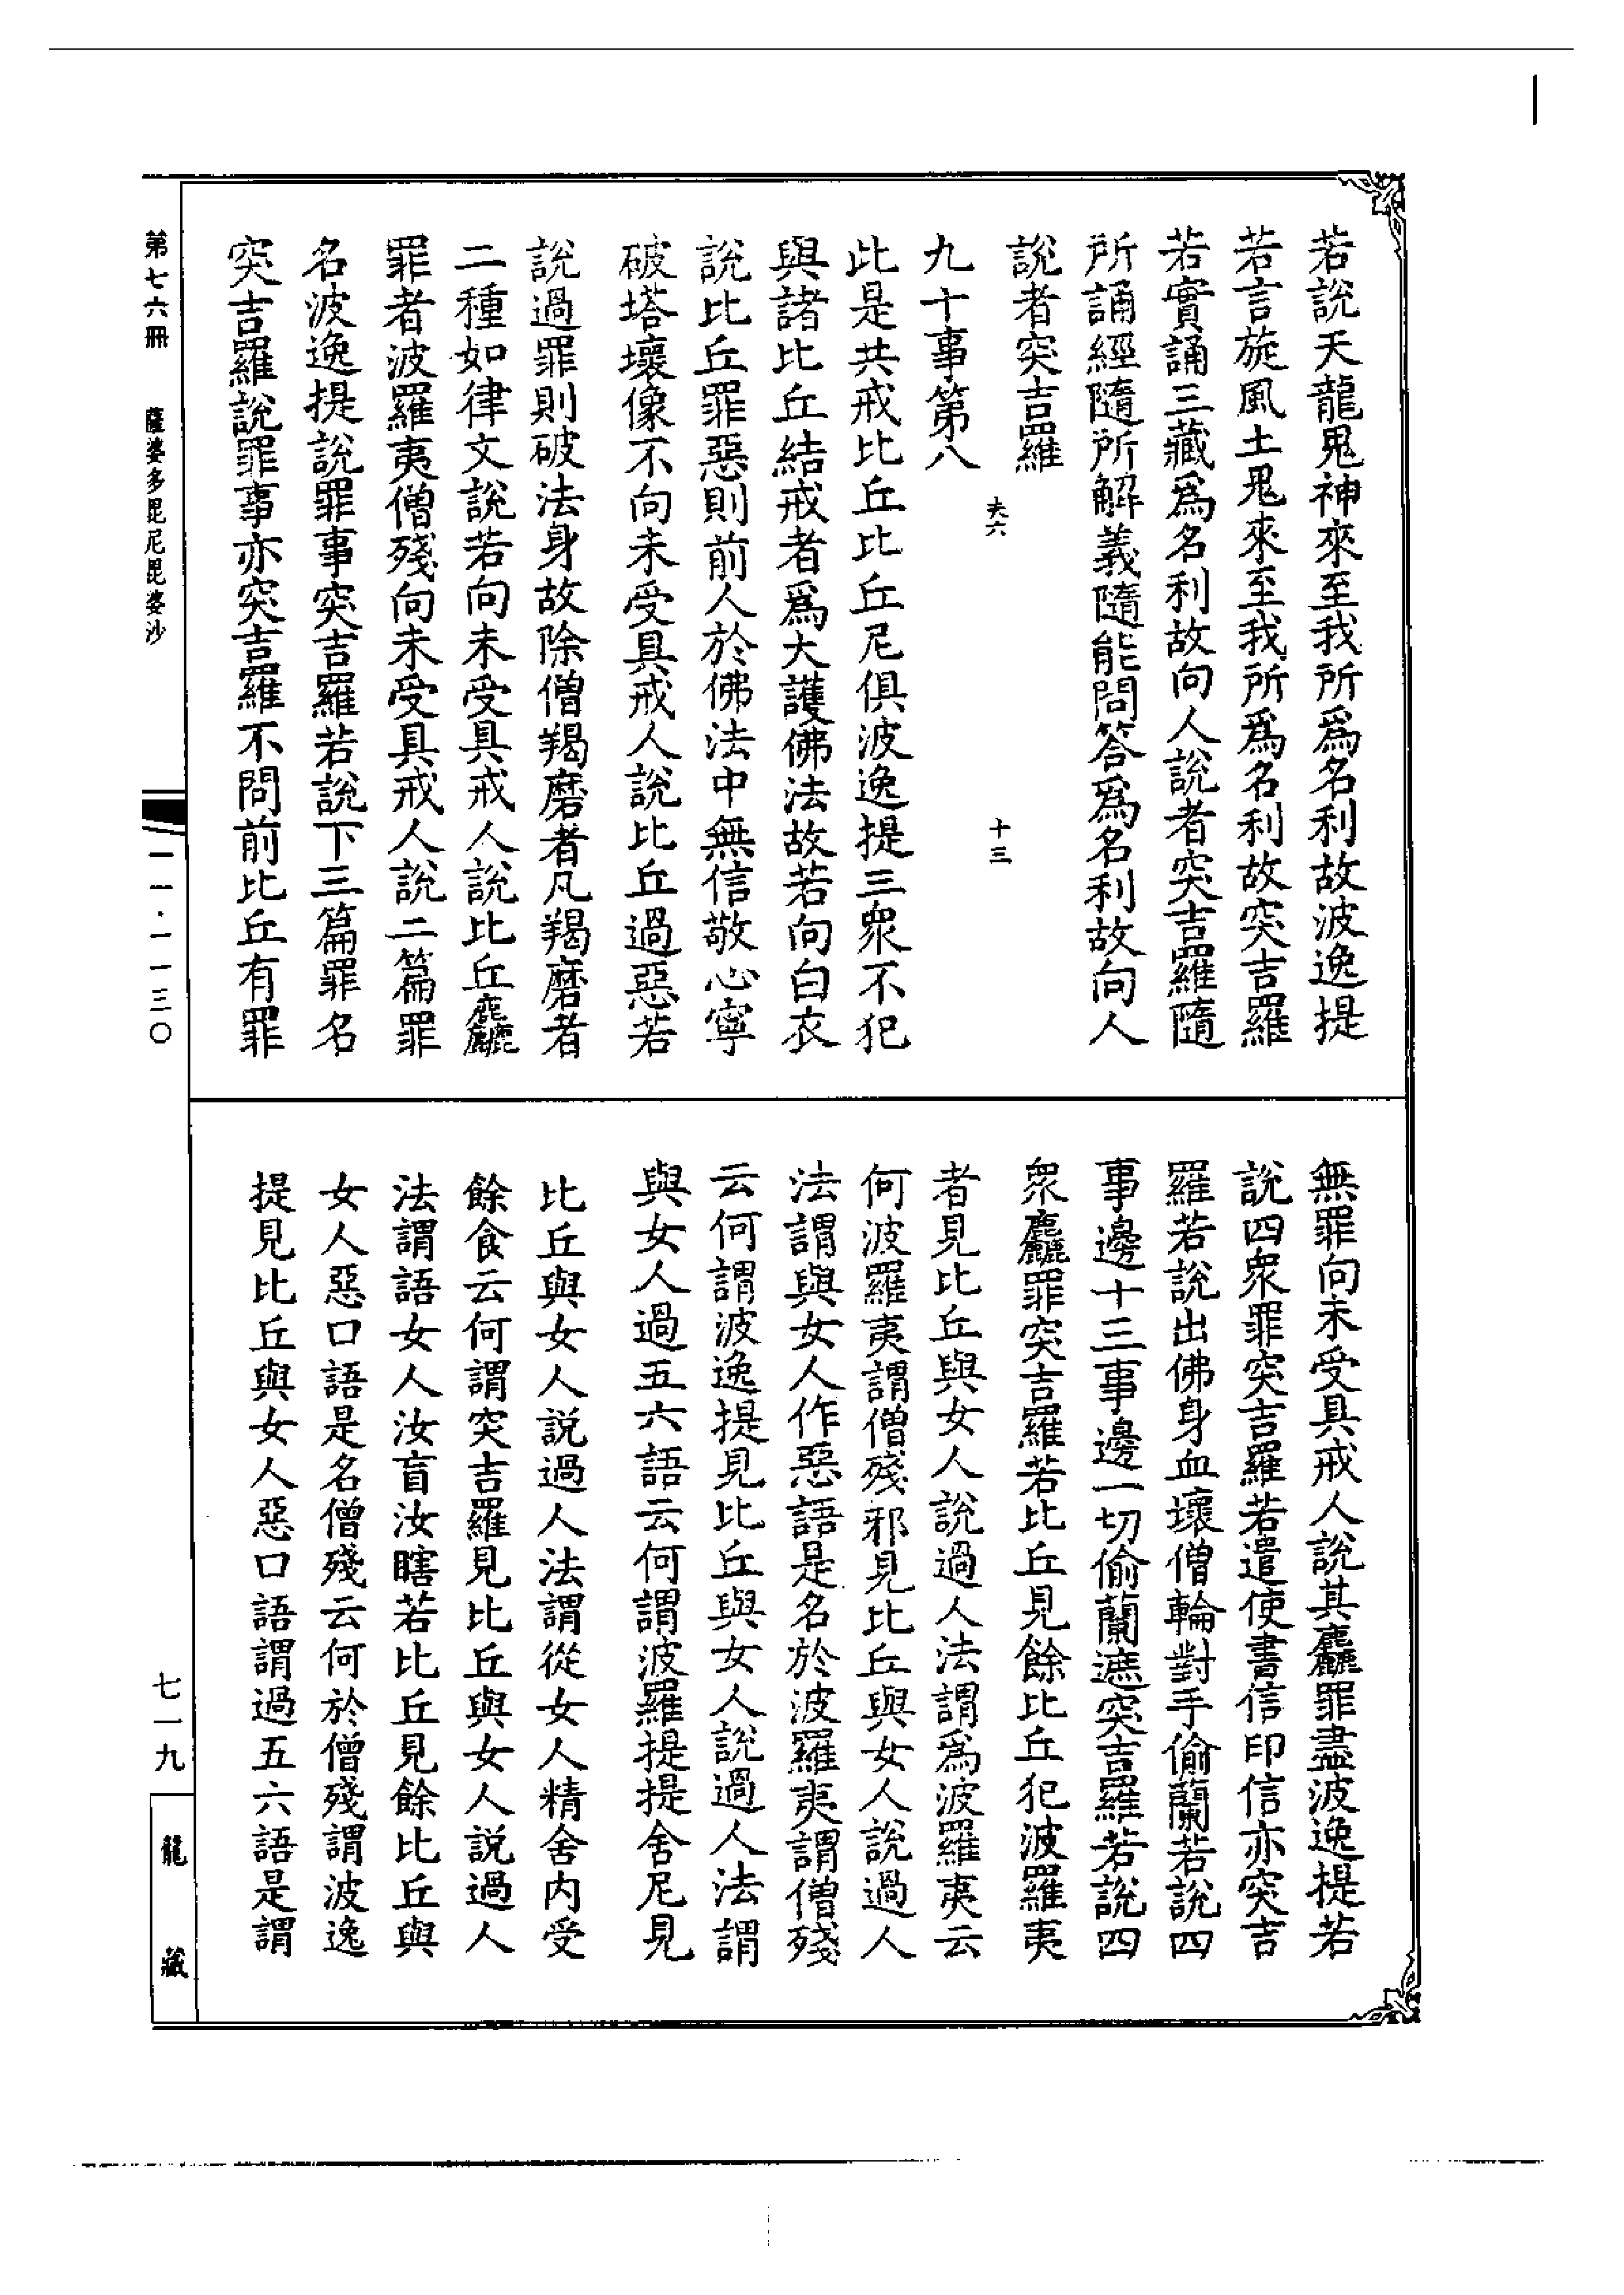 若說天龍鬼神來至我所爲名利故波逸提
若言旋風土鬼來至我所爲名利故突吉羅
若實誦三藏爲名利故向人說者突吉羅隨
所誦經隨所解義隨能問答爲名利故向人
說者突吉羅
夾六 十三
九十事第八
此是共戒比丘比丘尼俱波逸提三眾不犯
與諸比丘結戒者爲大護佛法故若向白衣
說比丘罪惡則前人於佛法中無信敬心寧
破塔壞像不向未受具戒人說比丘過惡若
說過罪則破法身故除僧羯磨者凡羯磨者
二種如律文說若向未受具戒人說比丘麤
罪者波羅夷僧殘向未受具戒人說二篇罪
名波逸提說罪事突吉羅若說下三篇罪名
突吉羅說罪事亦突吉羅不問前比丘有罪
無罪向未受具戒人說其麤罪盡波逸提若
說四眾罪突吉羅若遣使書信印信亦突吉
羅若說出佛身血壞僧輪對手偷蘭若說四
事邊十三事邊一切偷蘭遮突吉羅若說四
眾麤罪突吉羅若比丘見餘比丘犯波羅夷
者見比丘與女人說過人法謂爲波羅夷云
何波羅夷謂僧殘邪見比丘與女人說過人
法謂與女人作惡語是名於波羅夷謂僧殘
云何謂波逸提見比丘與女人說過人法謂
與女人過五六語云何謂波羅提提舍尼見
比丘與女人說過人法謂從女人精舍內受
餘食云何謂突吉羅見比丘與女人說過人
法謂語女人汝盲汝瞎若比丘見餘比丘與
女人惡口語是名僧殘云何於僧殘謂波逸
提見比丘與女人惡口語謂過五六語是謂
第七六冊 薩婆多毘尼毘婆沙 一一·一一三〇
七一九
龍藏